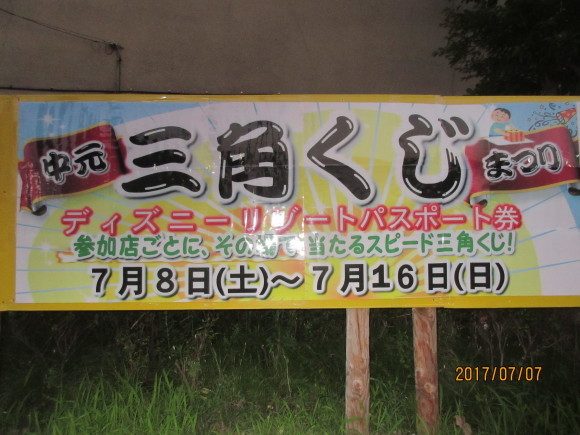 中元
三角くじ
まつり
ディズニーリゾートパスポート券
参加店ごとに、その場で当たるスピード三角くじ!
7月8日(土)～7月16日(日)
2017/07/07